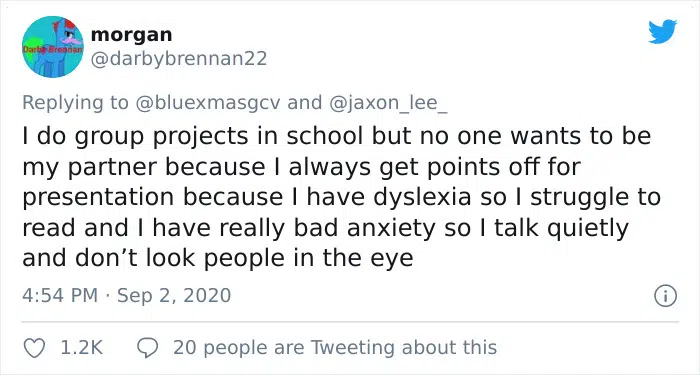 Darby Brennan
morgan
@darbybrennan22
Replying to @bluexmasgcv and @jaxon_lee_
I do group projects in school but no one wants to be
my partner because I always get points off for
presentation because I have dyslexia so I struggle to
read and I have really bad anxiety so I talk quietly
and don’t look people in the eye
4:54 PM · Sep 2, 2020
1.2K 20 people are Tweeting about this